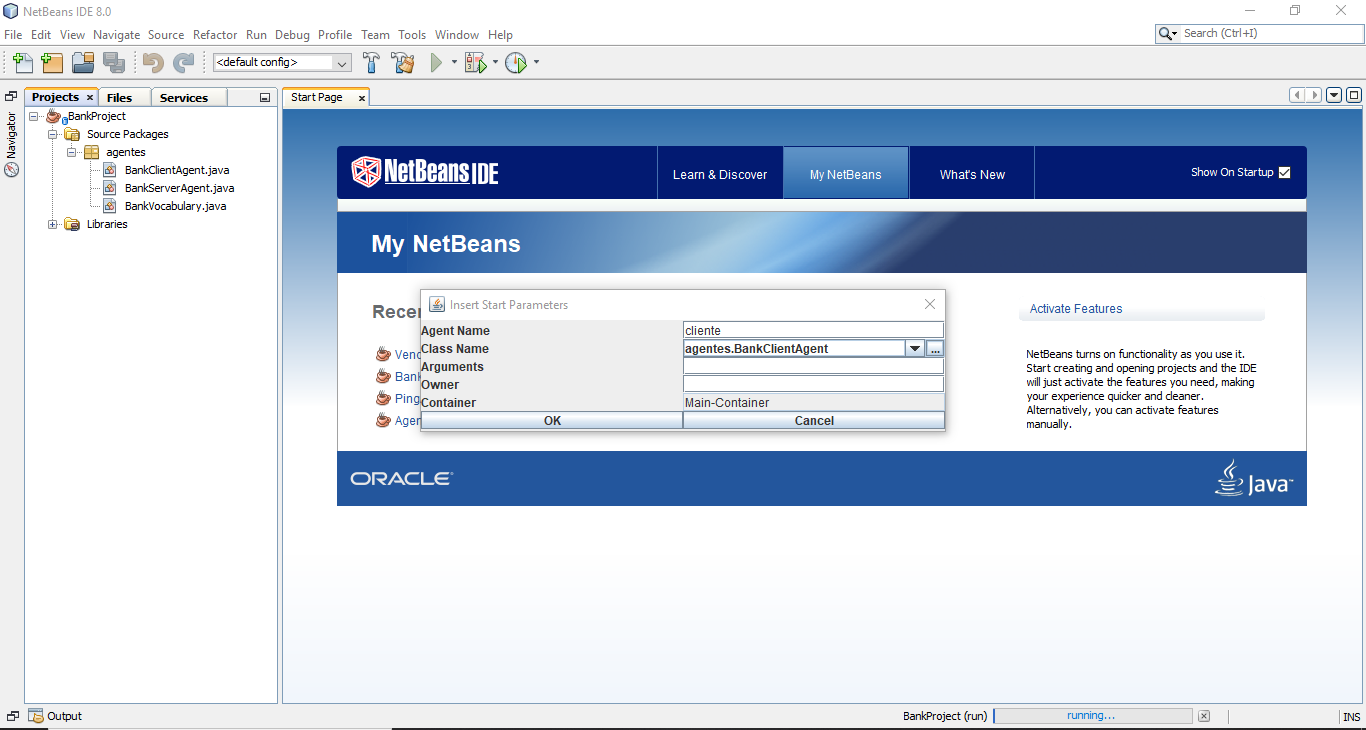 NetBeans IDE 8.0
File Edit View Navigate Source Refactor Run Debug Profile Team Tools Window Help
Search (Ctrl+I)
<default config>
Projects Files Services
Start Page
Navigator
BankProject
Source Packages
agentes
BankClientAgent.java
BankServerAgent.java
BankVocabulary.java
Libraries
NetBeans IDE
Learn & Discover
My NetBeans
What's New
Show On Startup
My NetBeans
Insert Start Parameters
Agent Name cliente
Class Name agentes.BankClientAgent ...
Arguments
Owner
Container Main-Container
OK Cancel
Activate Features
NetBeans turns on functionality as you use it.
Start creating and opening projects and the IDE
will just activate the features you need, making
your experience quicker and cleaner.
Alternatively, you can activate features
manually.
ORACLE
Java
Output
BankProject (run)
running...
INS